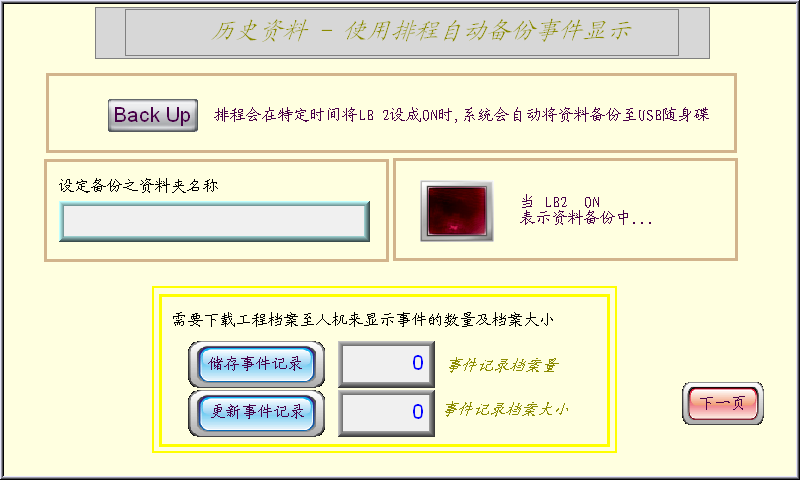 历史资料 - 使用排程自动备份事件显示
Back Up
排程会在特定时间将LB 2设成ON时,系统会自动将资料备份至USB随身碟
设定备份之资料夹名称
当 LB2 ON
表示资料备份中...
需要下载工程档案至人机来显示事件的数量及档案大小
储存事件记录
0
事件记录档案量
更新事件记录
0
事件记录档案大小
下一页